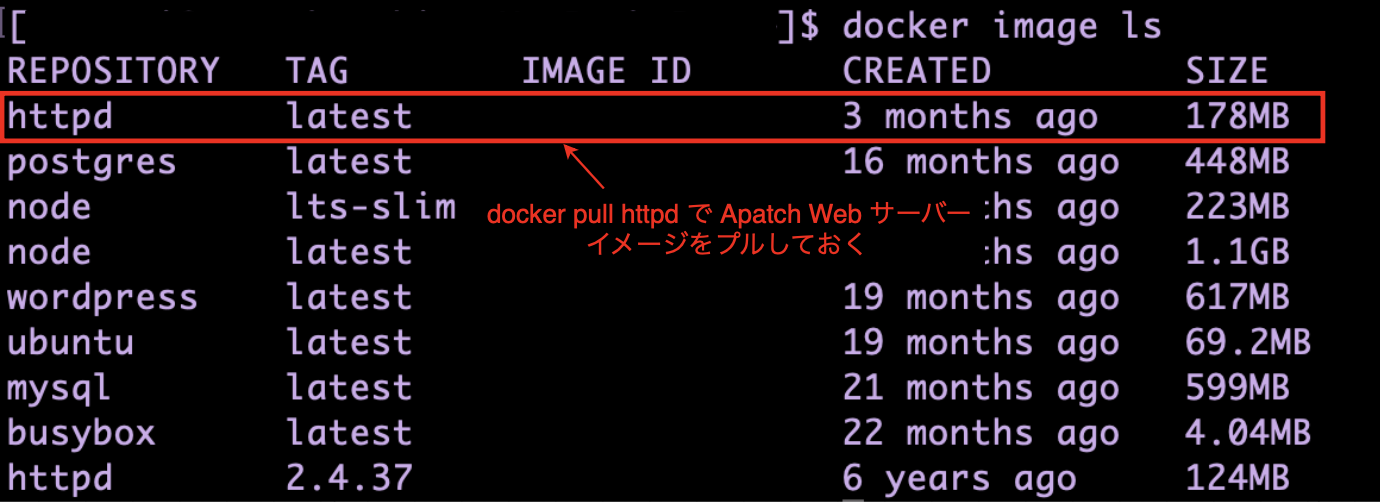 [ ]$ docker image ls
REPOSITORY TAG IMAGE ID CREATED SIZE
httpd latest 3 months ago 178MB
postgres latest 16 months ago 448MB
node lts-slim hs ago 223MB
docker pull httpd で Apatch Web サーバー
イメージをプルしておく
node latest hs ago 1.1GB
wordpress latest 19 months ago 617MB
ubuntu latest 19 months ago 69.2MB
mysql latest 21 months ago 599MB
busybox latest 22 months ago 4.04MB
httpd 2.4.37 6 years ago 124MB